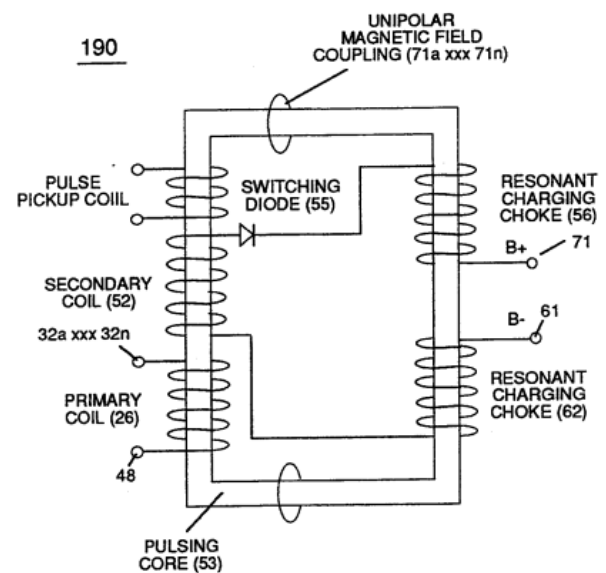 UNIPOLAR
MAGNETIC FIELD
COUPLING (71a xxx 71n)
190
PULSE
PICKUP COIIL
SWITCHING
DIODE (55)
RESONANT
CHARGING
CHOKE (56)
B+
71
SECONDARY
COIL (52)
32a xxx 32n
B-
61
PRIMARY
COIL (26)
RESONANT
CHARGING
CHOKE (62)
48
PULSING
CORE (53)